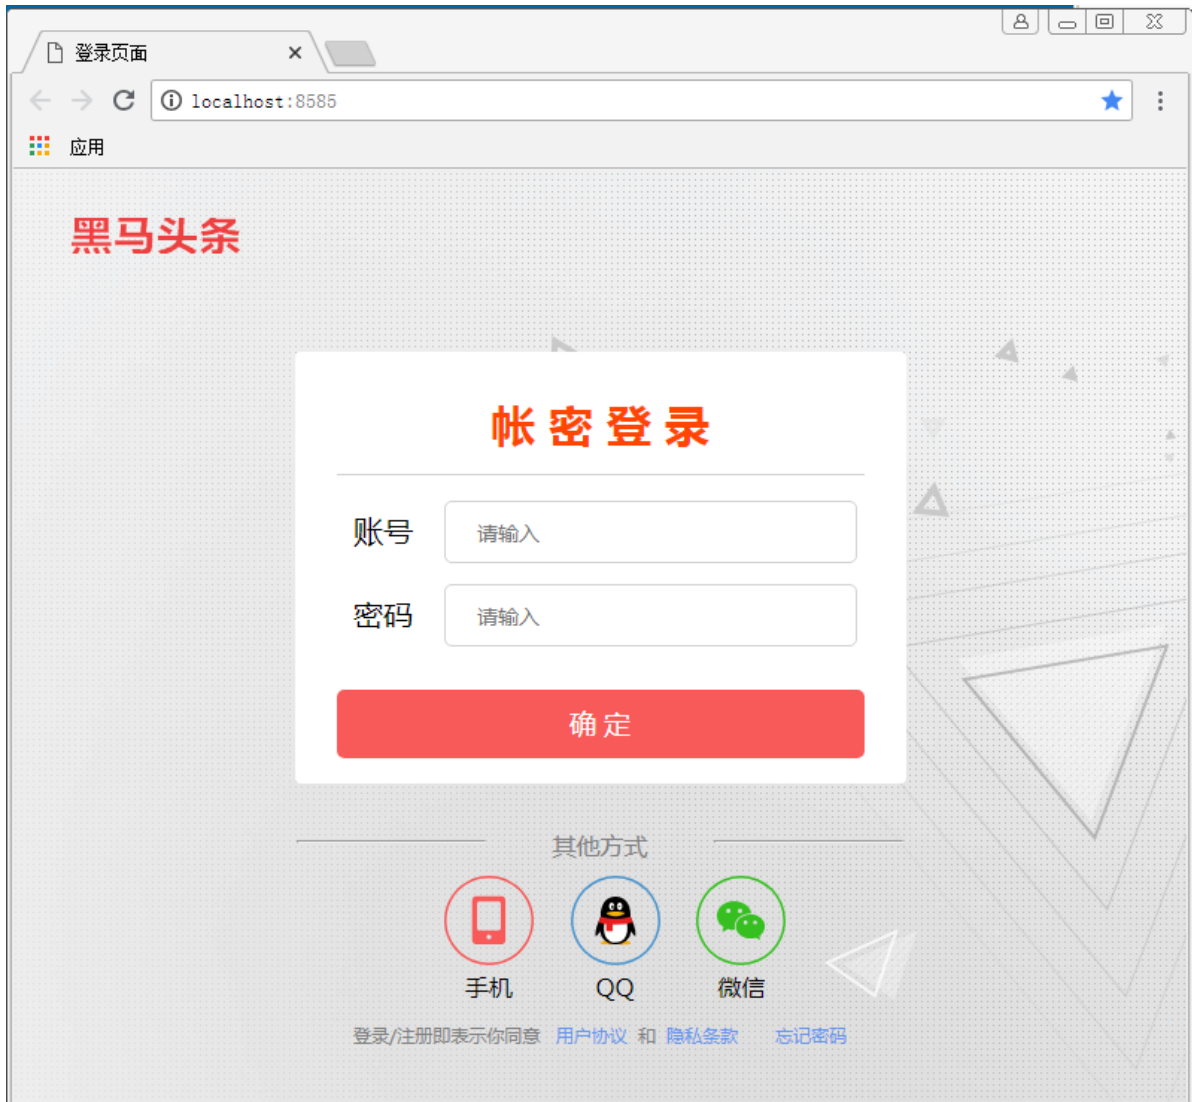 登录页面
localhost:8585
应用
黑马头条
帐密登录
账号 请输入
密码 请输入
确定
其他方式
手机 QQ 微信
登录/注册即表示你同意 用户协议 和 隐私条款 忘记密码